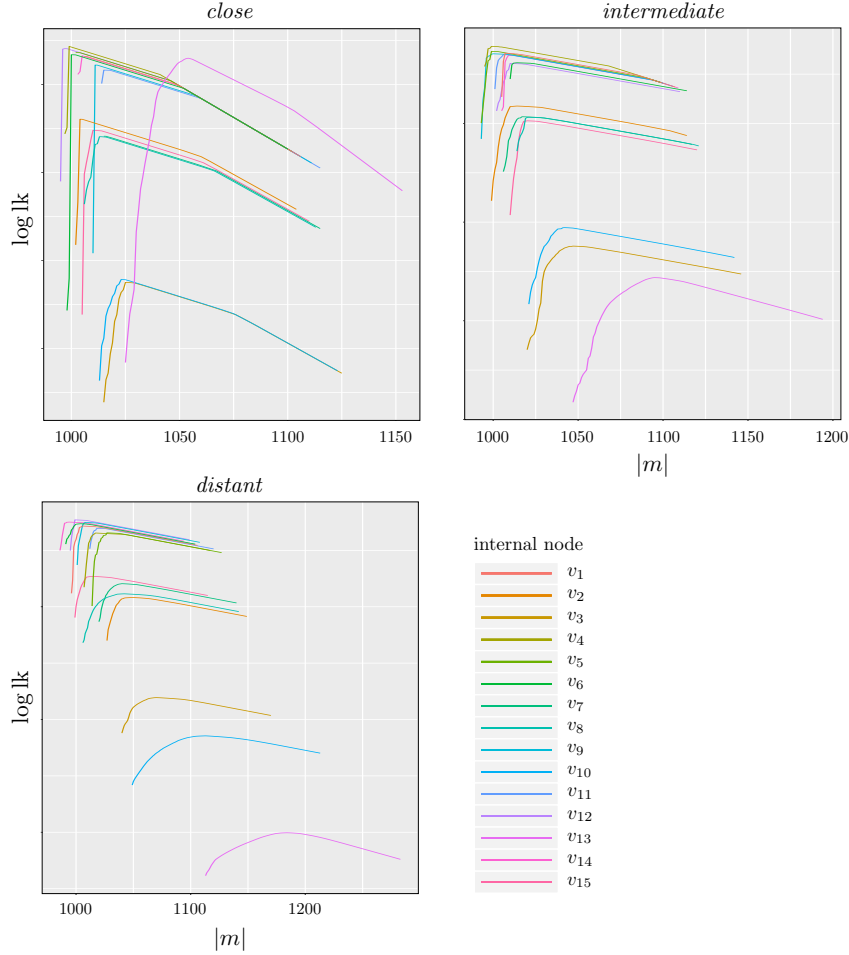 close
intermediate
log lk
1000
1050
1100
1150
1000
1050
1100
1150
1200
|m|
distant
log lk
1000
1100
1200
|m|
internal node
v₁
v₂
v₃
v₄
v₅
v₆
v₇
v₈
v₉
v₁₀
v₁₁
v₁₂
v₁₃
v₁₄
v₁₅